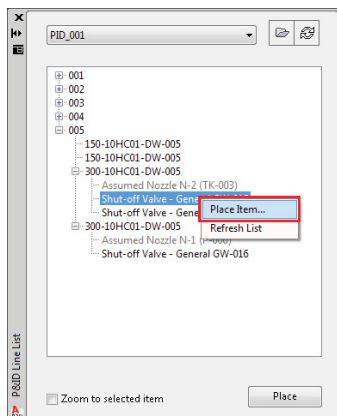 PID_001
001
002
003
004
005
150-10HC01-DW-005
150-10HC01-DW-005
300-10HC01-DW-005
Assumed Nozzle N-2 (TK-003)
Shut-off Valve - Gene
Place Item...
Shut-off Valve - Gene
Refresh List
300-10HC01-DW-005
Assumed Nozzle N-1
Shut-off Valve - General GW-016
P&ID Line List
Zoom to selected item
Place